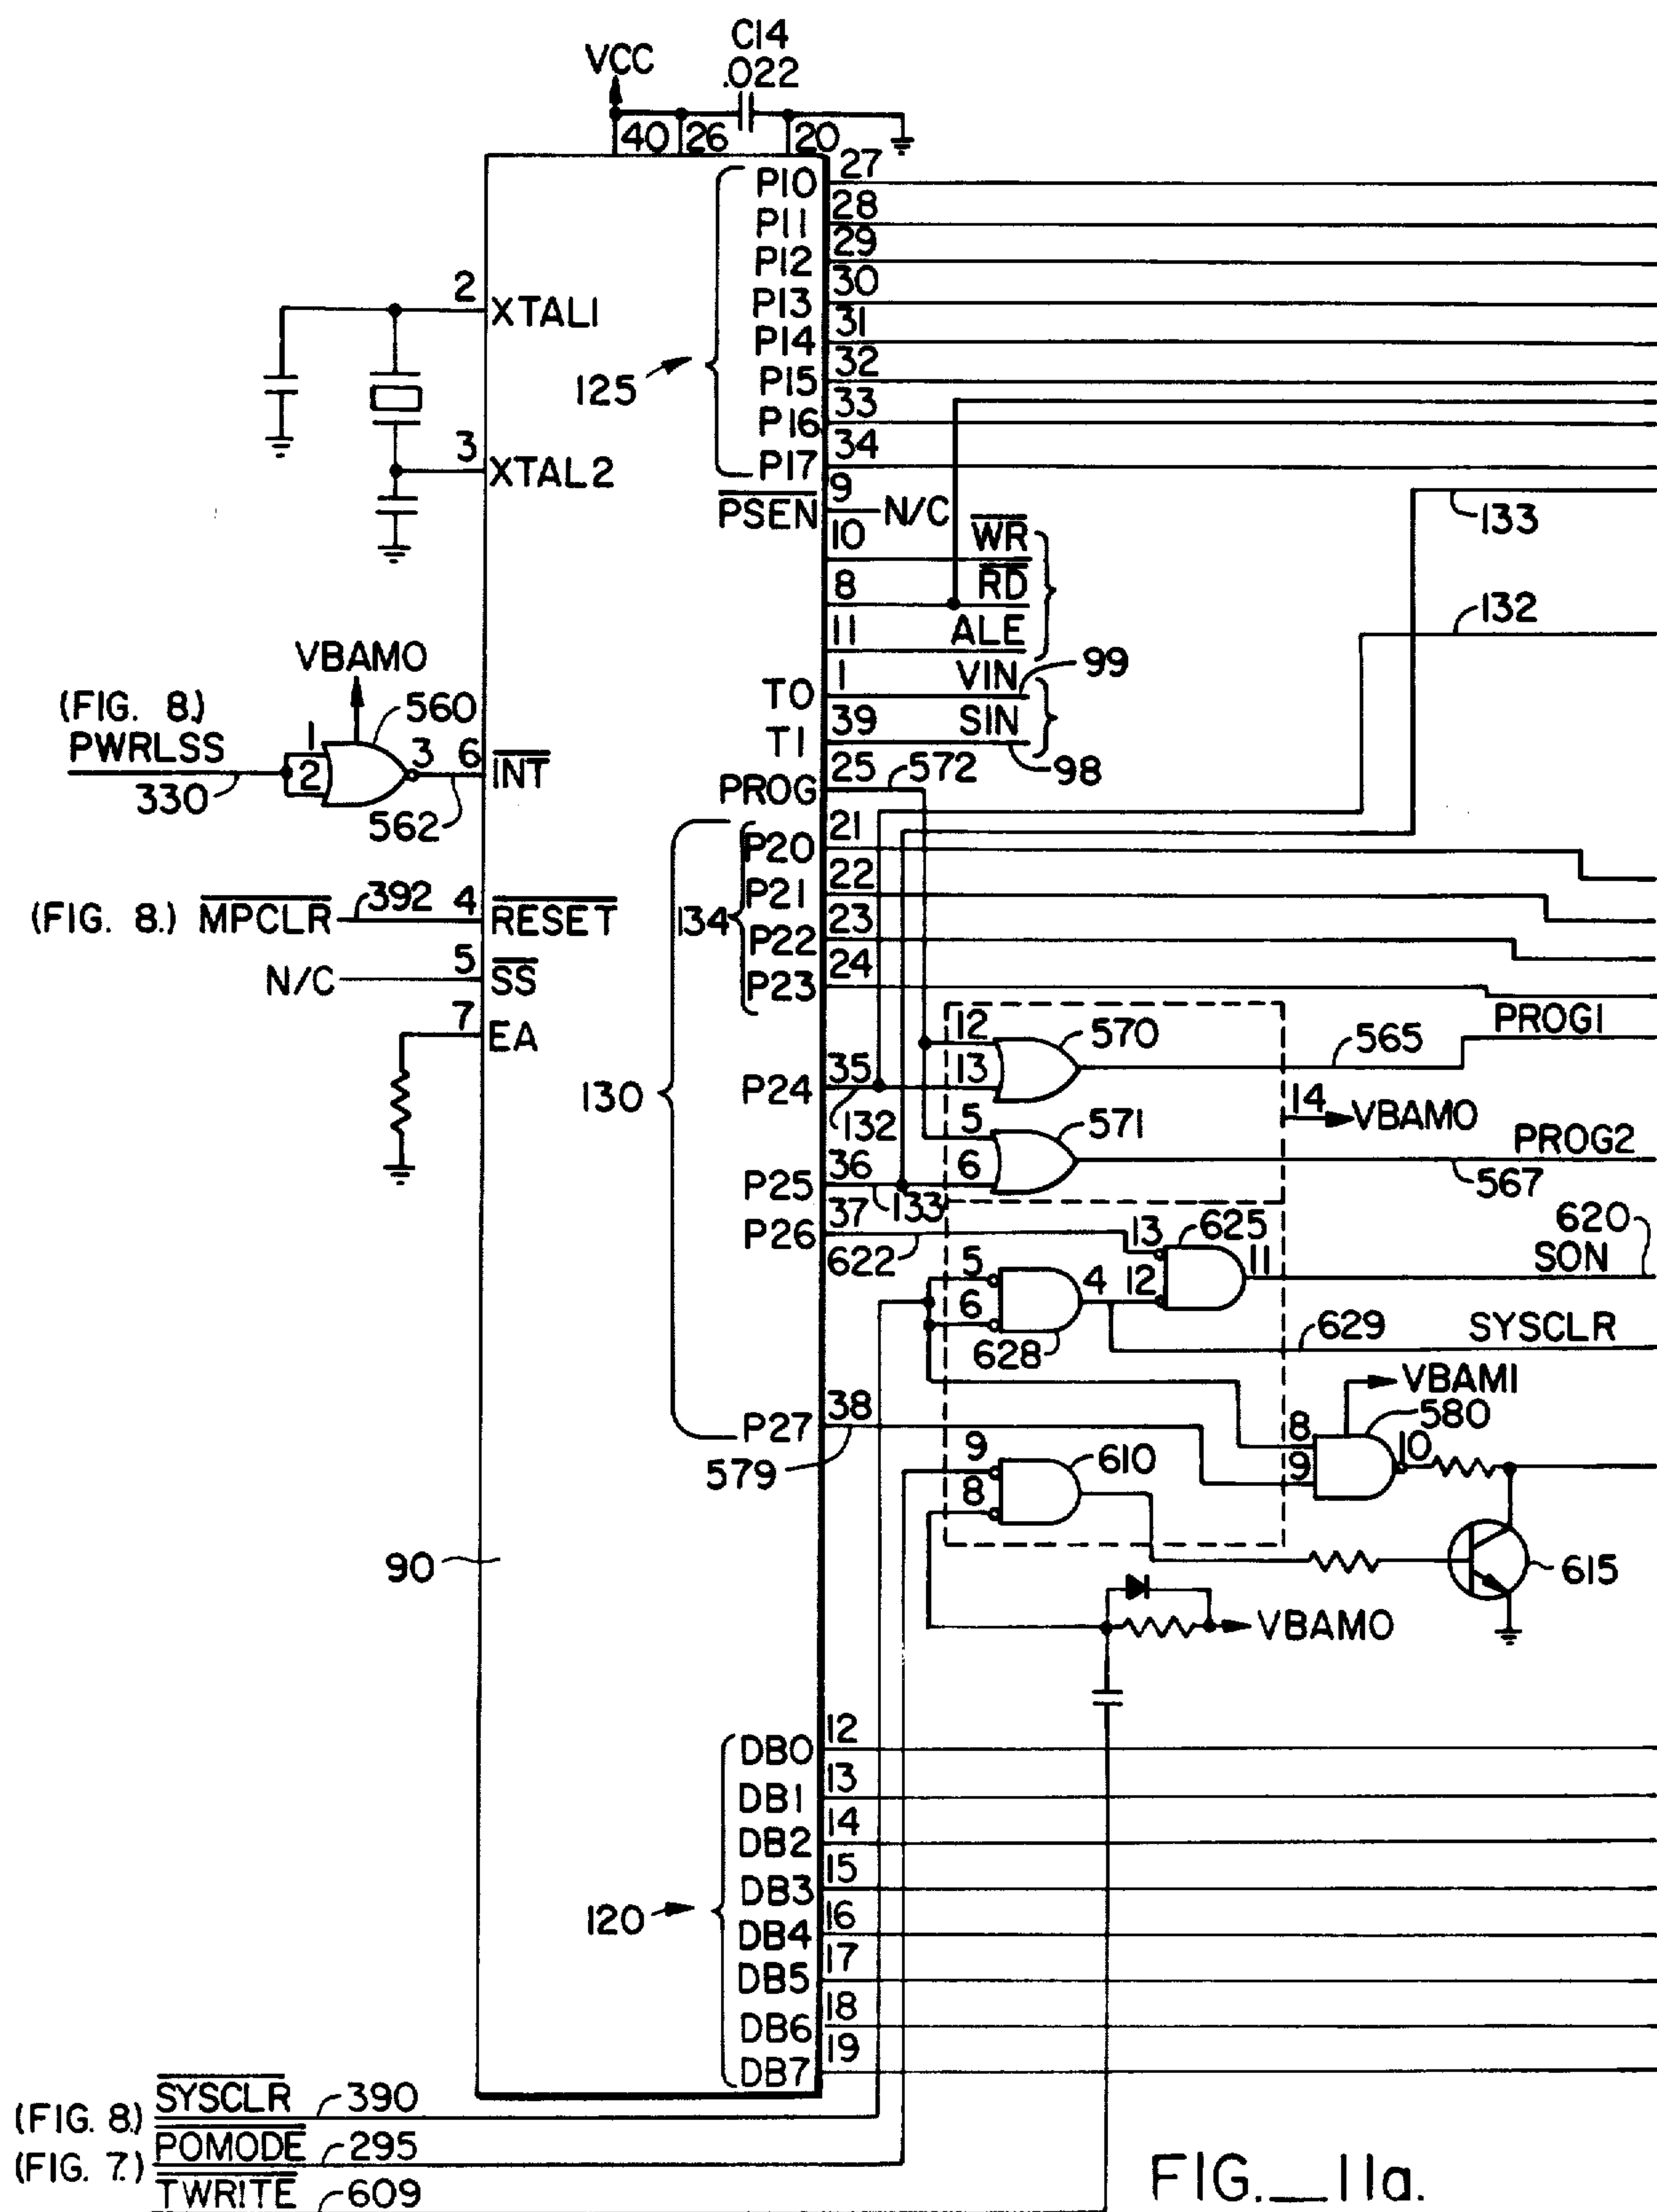 C14
VCC
.022
40 26 20
P10 27
P11 28
P12 29
P13 30
P14 31
P15 32
P16 33
P17 34
125
2 XTAL1
3 XTAL2
PSEN 9 N/C
133
10 WR
8 RD
132
11 ALE
T0 1 VIN 99
T1 39 SIN 98
VBAMO
(FIG. 8.)
PWRLSS
330
1 560
2 3 6 INT
562
PROG 25 572
P20 21
P21 22
134
P22 23
P23 24
(FIG. 8.) MPCLR 392 4 RESET
N/C 5 SS
7 EA
12 570 565 PROG1
P24 35 13
132
130
14 VBAMO
5 571 PROG2
P25 36 6
133 567
P26 37 13 625 620
622 SON
5 4 12 11
6
628 629 SYSCLR
VBAM1
P27 38 8 580
579 9 10
9 610
8
90
615
VBAMO
DB0 12
DB1 13
DB2 14
DB3 15
120
DB4 16
DB5 17
DB6 18
DB7 19
(FIG. 8.) SYSCLR 390
(FIG. 7.) POMODE 295
TWRITE 609
FIG._11a.